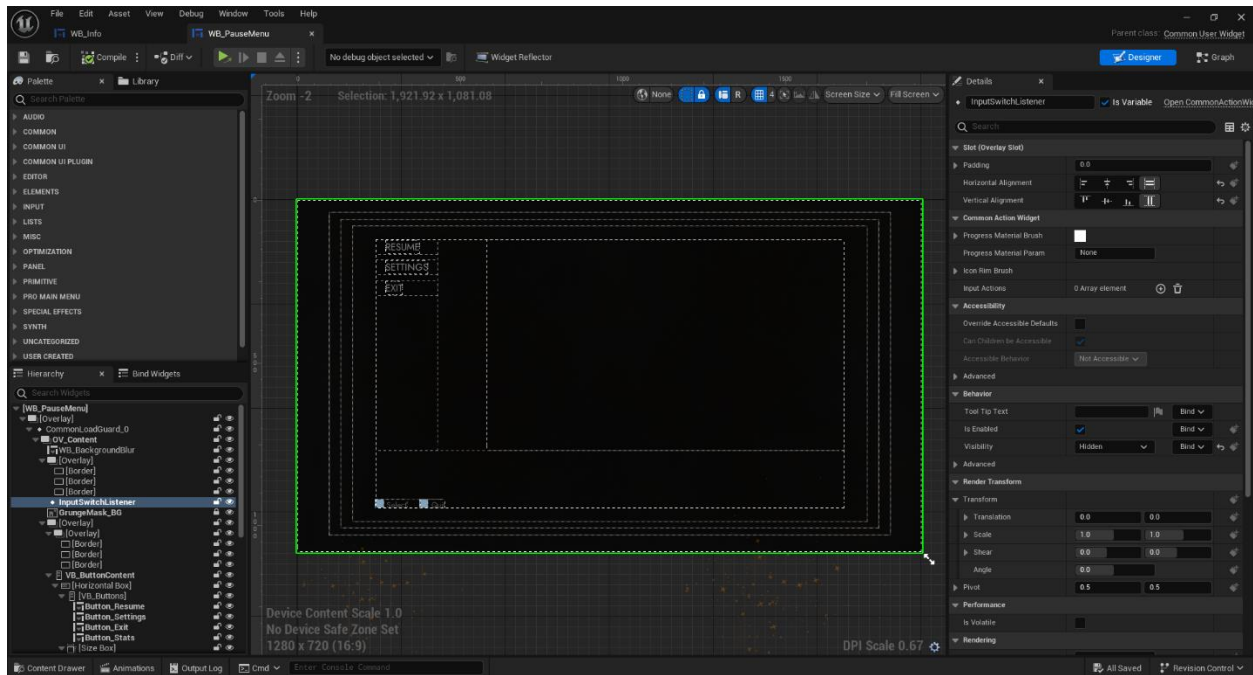 File Edit Asset View Debug Window Tools Help
WB_Info
WB_PauseMenu
Parent class: Common User Widget
Compile
Diff
No debug object selected
Widget Reflector
Designer
Graph
Palette
Library
Search Palette
AUDIO
COMMON
COMMON UI
COMMON UI PLUGIN
EDITOR
ELEMENTS
INPUT
LISTS
MISC
OPTIMIZATION
PANEL
PRIMITIVE
PRO MAIN MENU
SPECIAL EFFECTS
SYNTH
UNCATEGORIZED
USER CREATED
Hierarchy
Bind Widgets
Search Widgets
[WB_PauseMenu]
[Overlay]
CommonLoadGuard_0
OV_Content
WB_BackgroundBlur
[Overlay]
[Border]
[Border]
[Border]
InputSwitchListener
GrungeMask_BG
[Overlay]
[Overlay]
[Border]
[Border]
[Border]
VB_ButtonContent
[Horizontal Box]
[VB_Buttons]
Button_Resume
Button_Settings
Button_Exit
Button_Stats
[Size Box]
0 500 1000 1500
Zoom -2 Selection: 1,921.92 x 1,081.08
None
R
4
Screen Size
Fill Screen
RESUME
SETTINGS
EXIT
Select Quit
Device Content Scale 1.0
No Device Safe Zone Set
1280 x 720 (16:9)
DPI Scale 0.67
Details
InputSwitchListener
Is Variable
Open CommonActionWi
Search
Slot (Overlay Slot)
Padding 0.0
Horizontal Alignment
Vertical Alignment
Common Action Widget
Progress Material Brush
Progress Material Param None
Icon Rim Brush
Input Actions 0 Array element
Accessibility
Override Accessible Defaults
Can Children be Accessible
Accessible Behavior Not Accessible
Advanced
Behavior
Tool Tip Text Bind
Is Enabled Bind
Visibility Hidden Bind
Advanced
Render Transform
Transform
Translation 0.0 0.0
Scale 1.0 1.0
Shear 0.0 0.0
Angle 0.0
Pivot 0.5 0.5
Performance
Is Volatile
Rendering
Content Drawer
Animations
Output Log
Cmd
Enter Console Command
All Saved
Revision Control